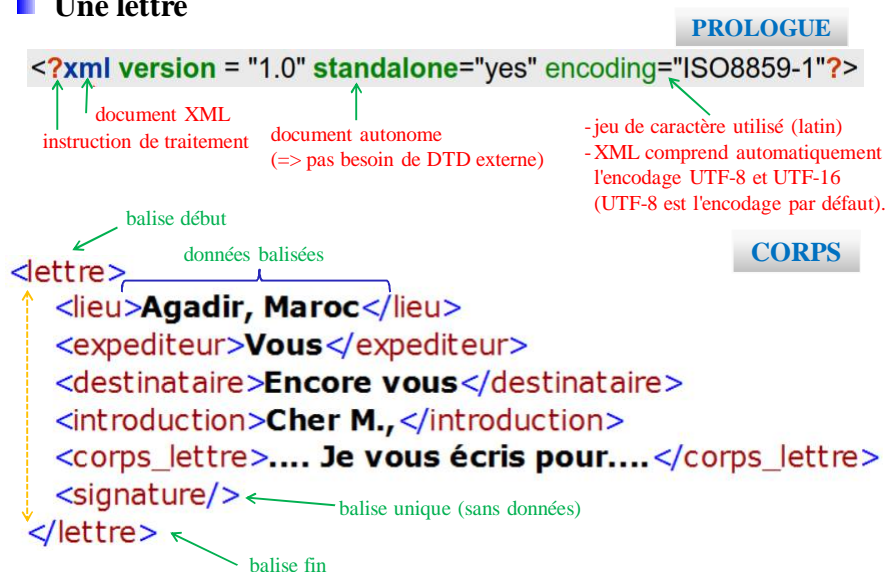 Une lettre
PROLOGUE
<?xml version = "1.0" standalone="yes" encoding="ISO8859-1"?>
document XML
instruction de traitement
document autonome
(=> pas besoin de DTD externe)
- jeu de caractère utilisé (latin)
- XML comprend automatiquement
l'encodage UTF-8 et UTF-16
(UTF-8 est l'encodage par défaut).
balise début
données balisées
CORPS
<lettre>
<lieu>Agadir, Maroc</lieu>
<expediteur>Vous</expediteur>
<destinataire>Encore vous</destinataire>
<introduction>Cher M.,</introduction>
<corps_lettre>.... Je vous écris pour....</corps_lettre>
<signature/>
balise unique (sans données)
</lettre>
balise fin